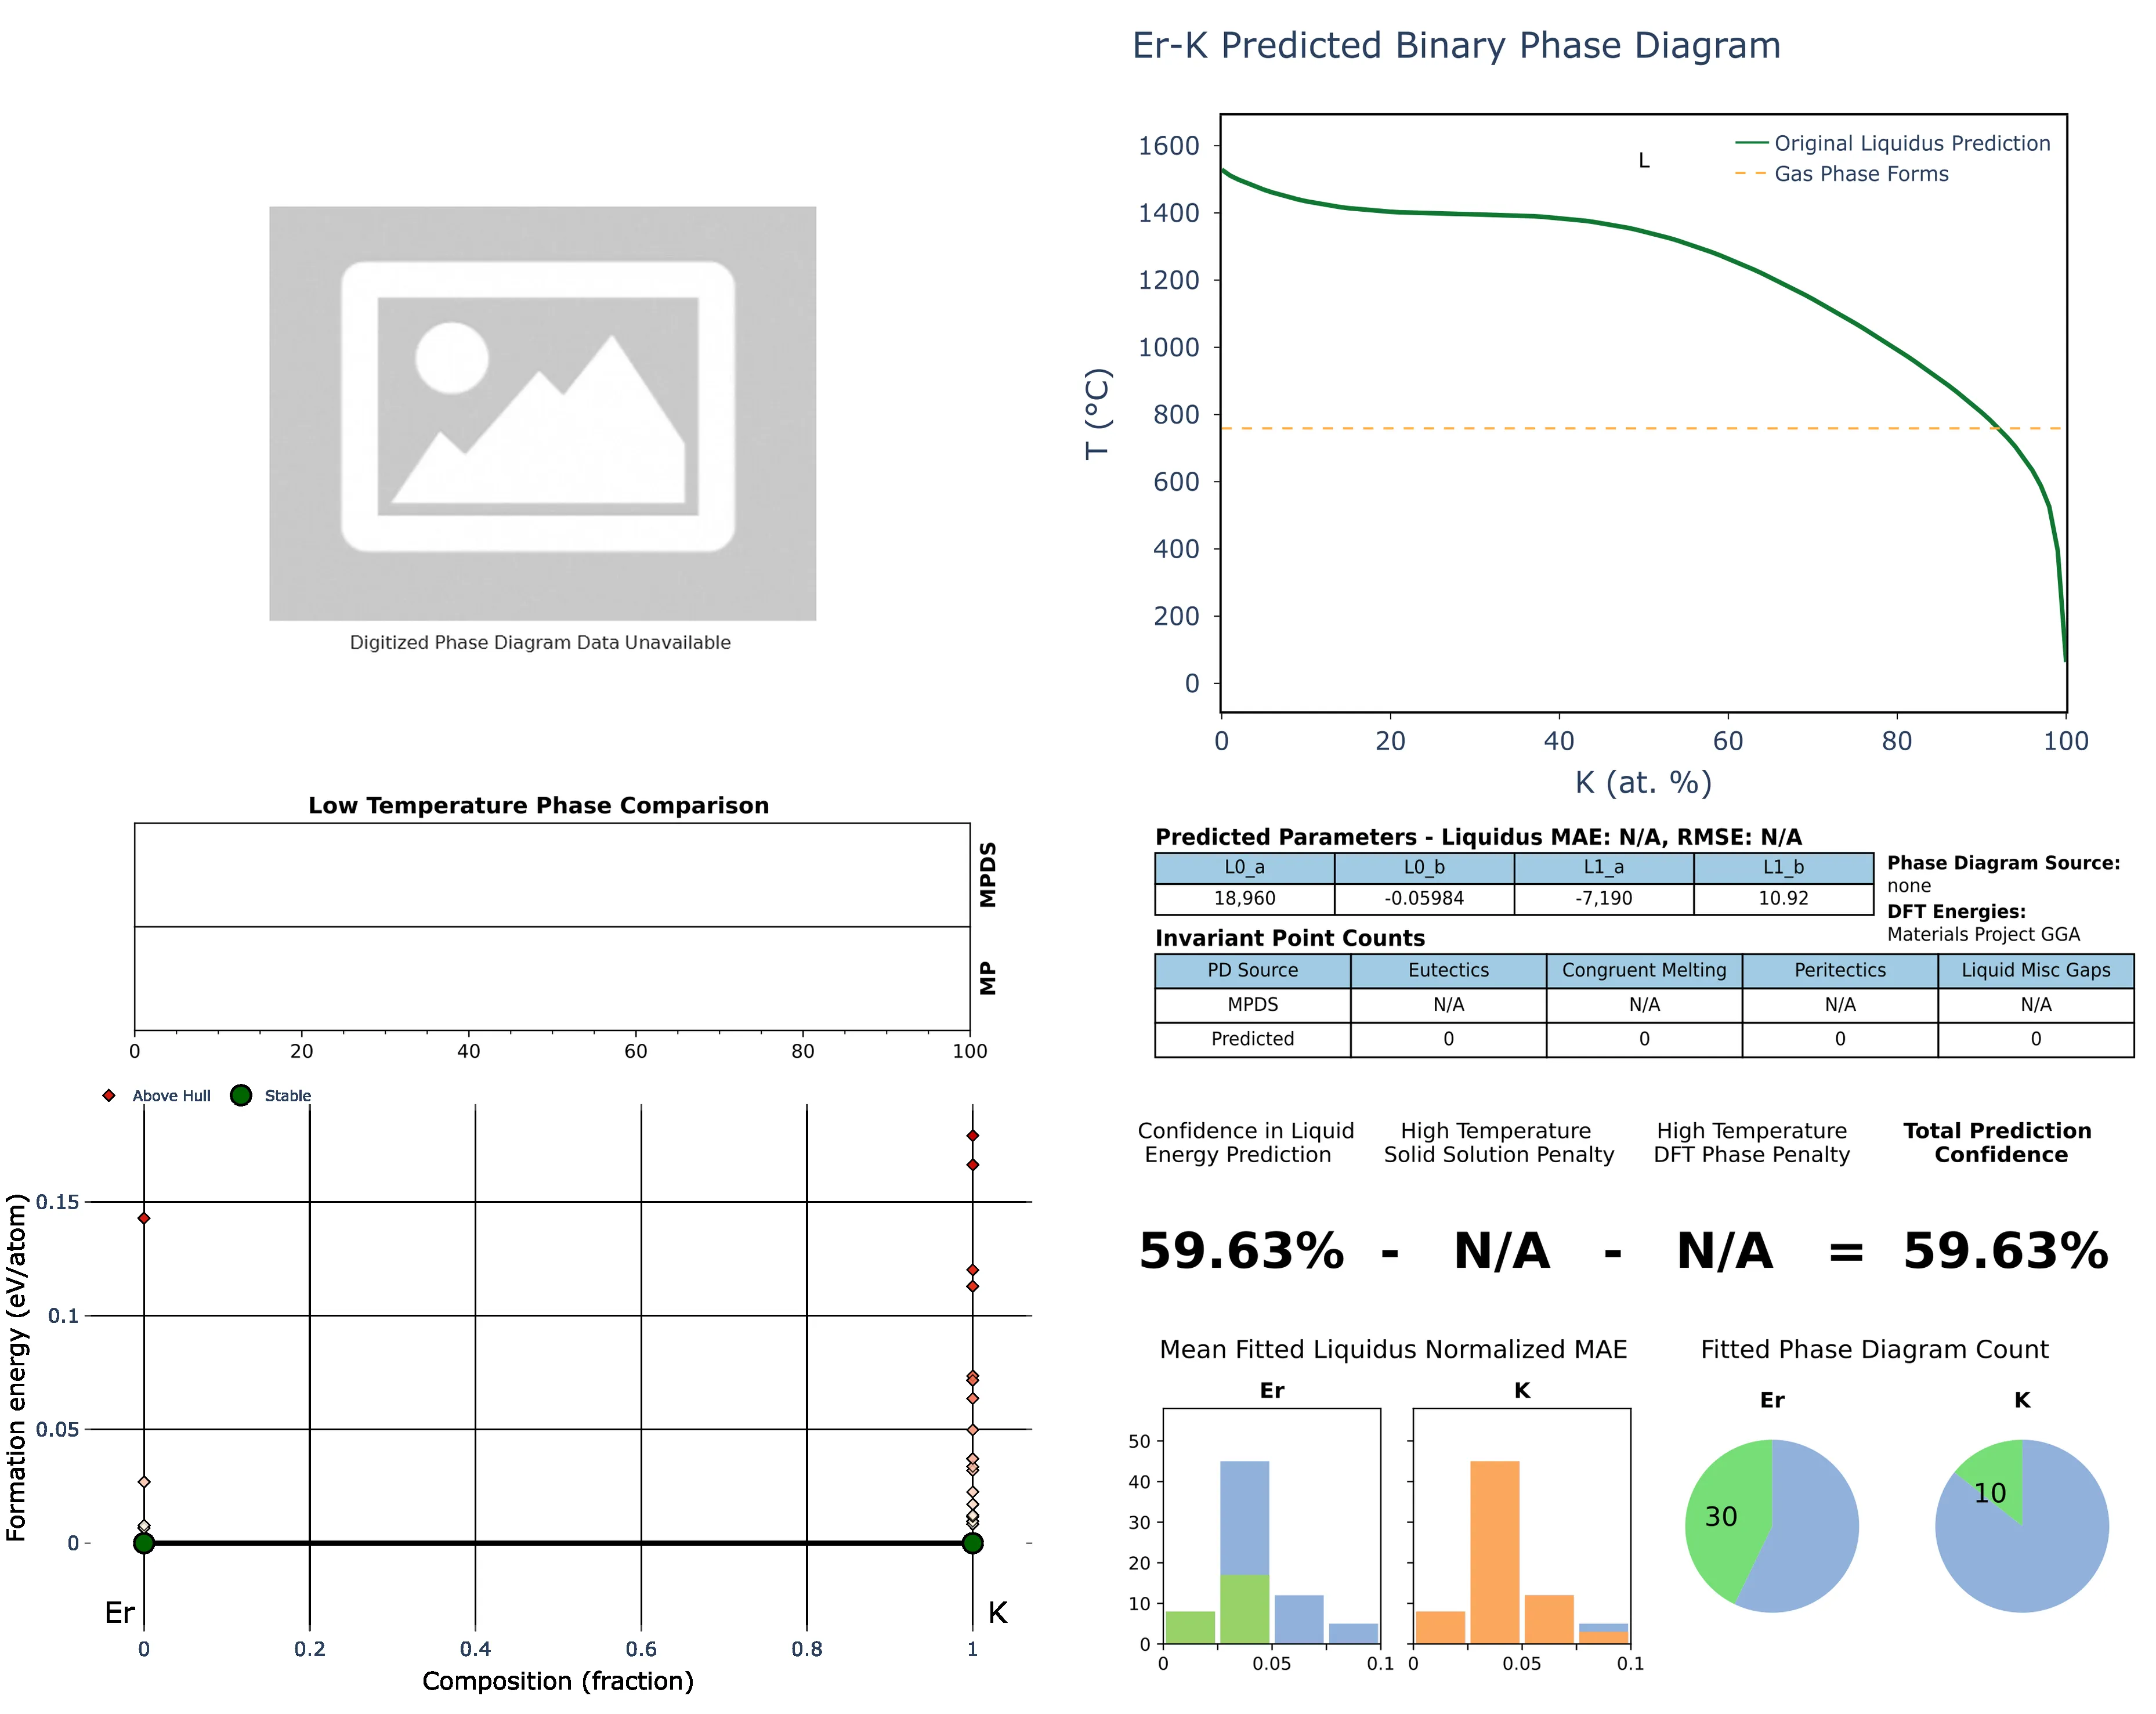 Er-K Predicted Binary Phase Diagram
1600
1400
1200
1000
800
600
400
200
0
T (°C)
L
Original Liquidus Prediction
Gas Phase Forms
0 20 40 60 80 100
K (at. %)
Digitized Phase Diagram Data Unavailable
Low Temperature Phase Comparison
MPDS
MP
0 20 40 60 80 100
Predicted Parameters - Liquidus MAE: N/A, RMSE: N/A
L0_a L0_b L1_a L1_b
18,960 -0.05984 -7,190 10.92
Phase Diagram Source:
none
DFT Energies:
Materials Project GGA
Invariant Point Counts
PD Source Eutectics Congruent Melting Peritectics Liquid Misc Gaps
MPDS N/A N/A N/A N/A
Predicted 0 0 0 0
Above Hull Stable
0.15
0.1
0.05
0
Formation energy (eV/atom)
Er K
0 0.2 0.4 0.6 0.8 1
Composition (fraction)
Confidence in Liquid
Energy Prediction
High Temperature
Solid Solution Penalty
High Temperature
DFT Phase Penalty
Total Prediction
Confidence
59.63% - N/A - N/A = 59.63%
Mean Fitted Liquidus Normalized MAE
Er K
50
40
30
20
10
0
0 0.05 0.1 0 0.05 0.1
Fitted Phase Diagram Count
Er K
30 10